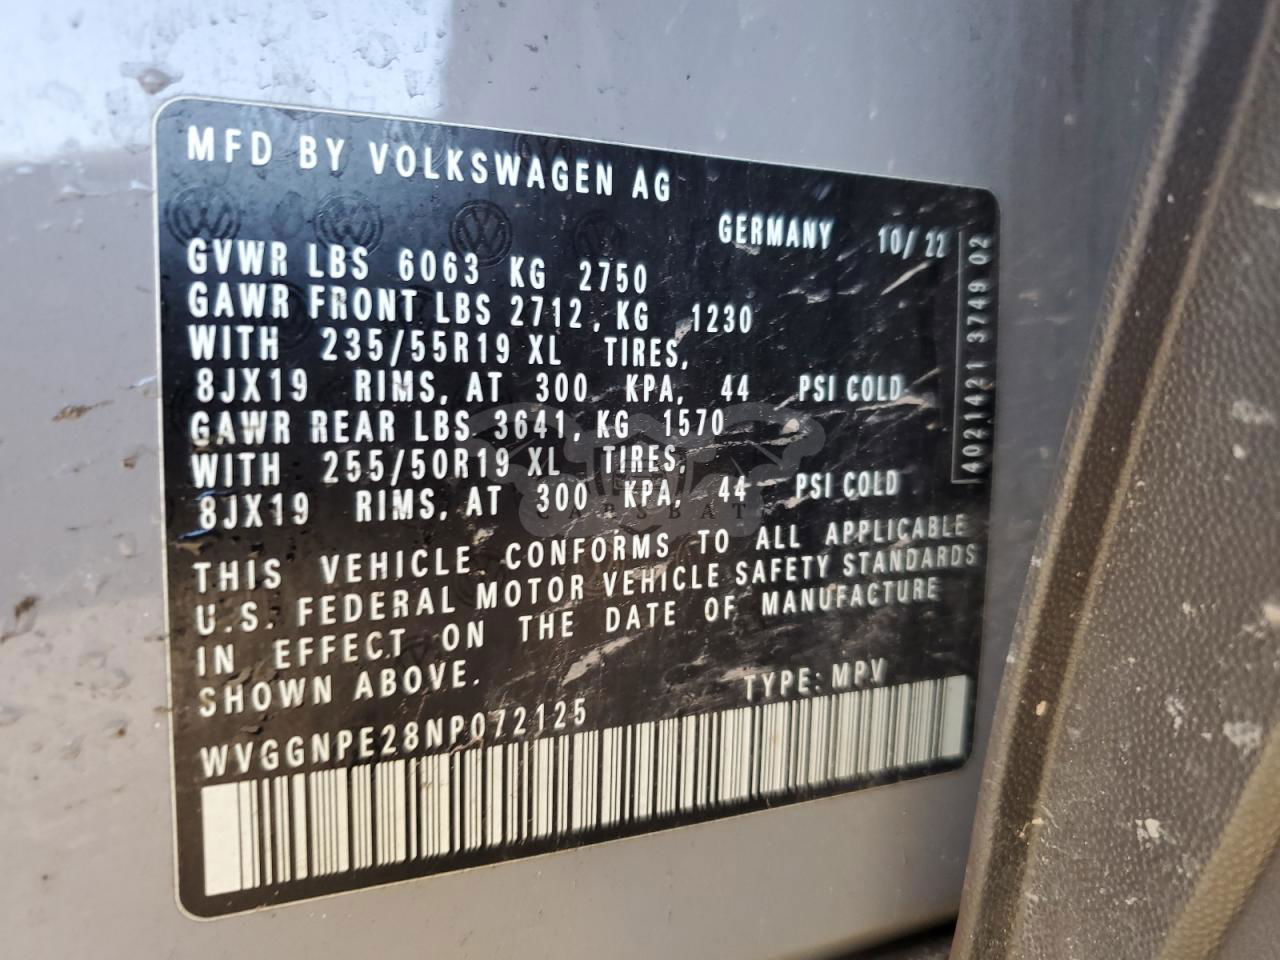 MFD BY VOLKSWAGEN AG
GERMANY 10/22
GVWR LBS 6063 KG 2750
GAWR FRONT LBS 2712, KG 1230
WITH 235/55R19 XL TIRES,
8JX19 RIMS, AT 300 KPA, 44 PSI COLD
GAWR REAR LBS 3641, KG 1570
WITH 255/50R19 XL TIRES,
8JX19 RIMS, AT 300 KPA, 44 PSI COLD
THIS VEHICLE CONFORMS TO ALL APPLICABLE
U.S. FEDERAL MOTOR VEHICLE SAFETY STANDARDS
IN EFFECT ON THE DATE OF MANUFACTURE
SHOWN ABOVE.
TYPE: MPV
WVGGNPE28NP072125
4021421 3749 02
CARSBAT